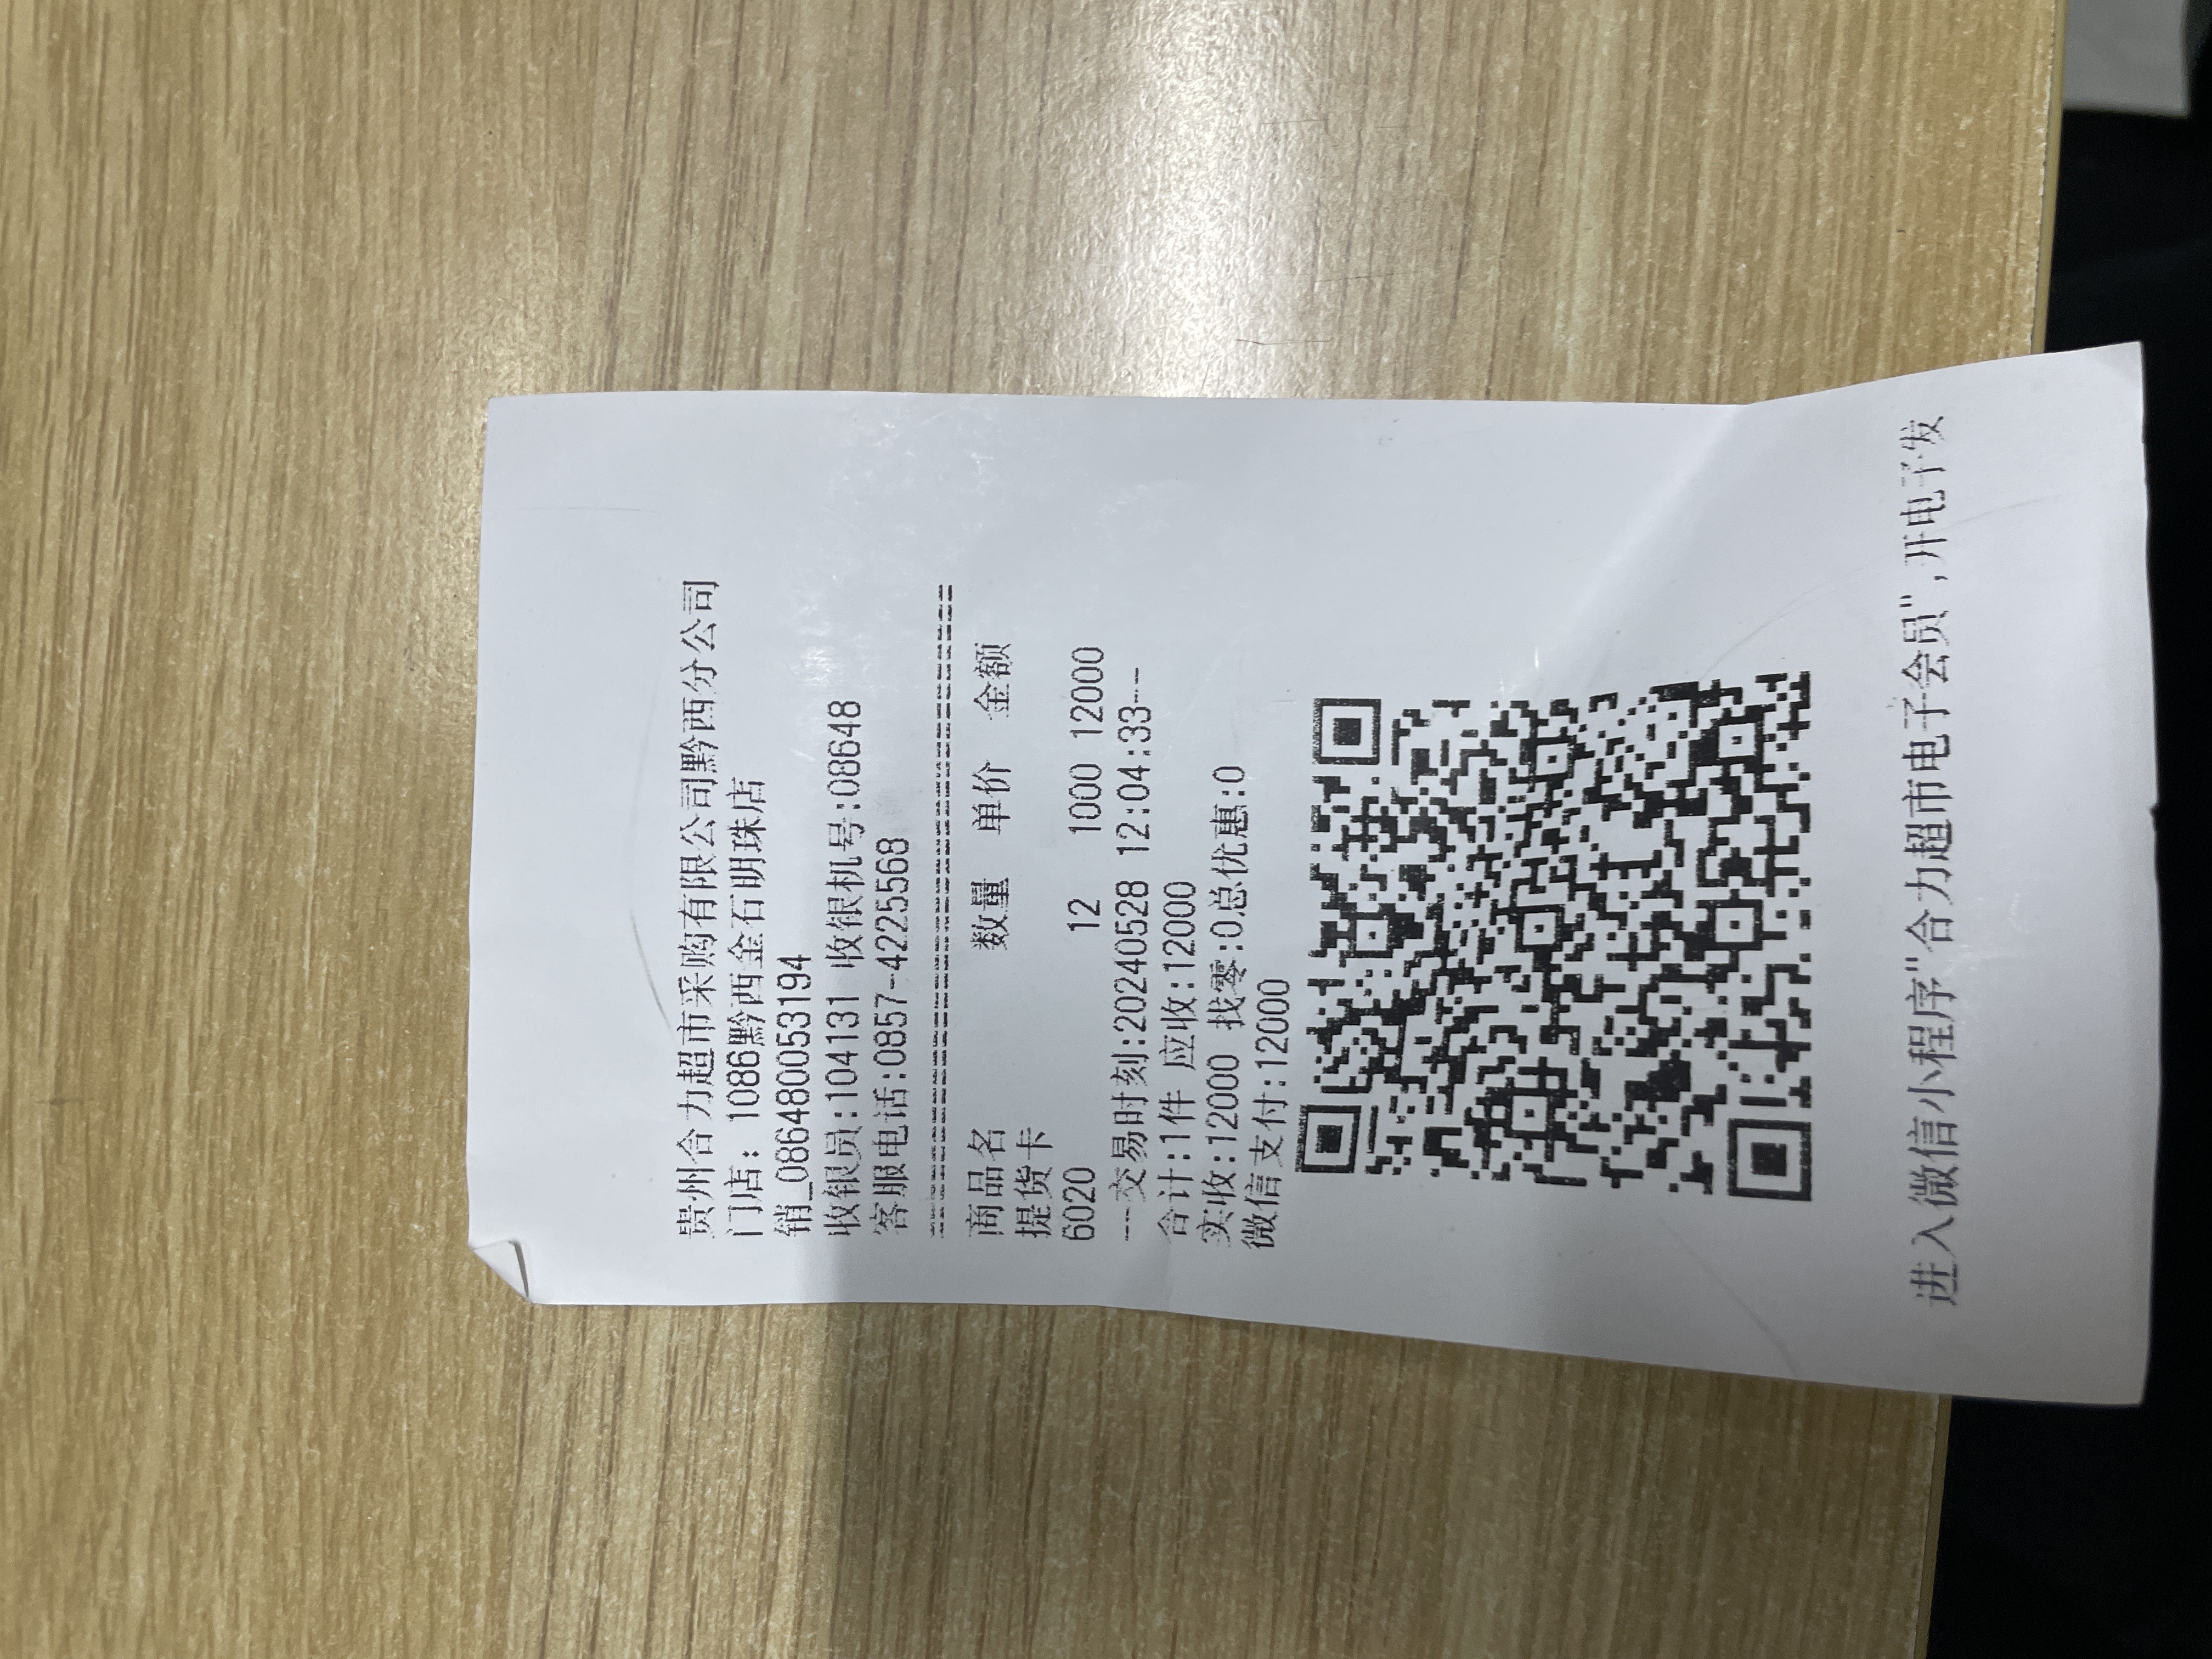 贵州合力超市采购有限公司黔西分公司
门店: 1086黔西金石明珠店
销_086480053194
收银员:104131 收银机号:08648
客服电话:0857-4225568
商品名 数量 单价 金额
提货卡
6020 12 1000 12000
---交易时刻:20240528 12:04:33---
合计:1件 应收:12000
实收:12000 找零:0总优惠:0
微信支付:12000
进入微信小程序"合力超市电子会员",开电子发